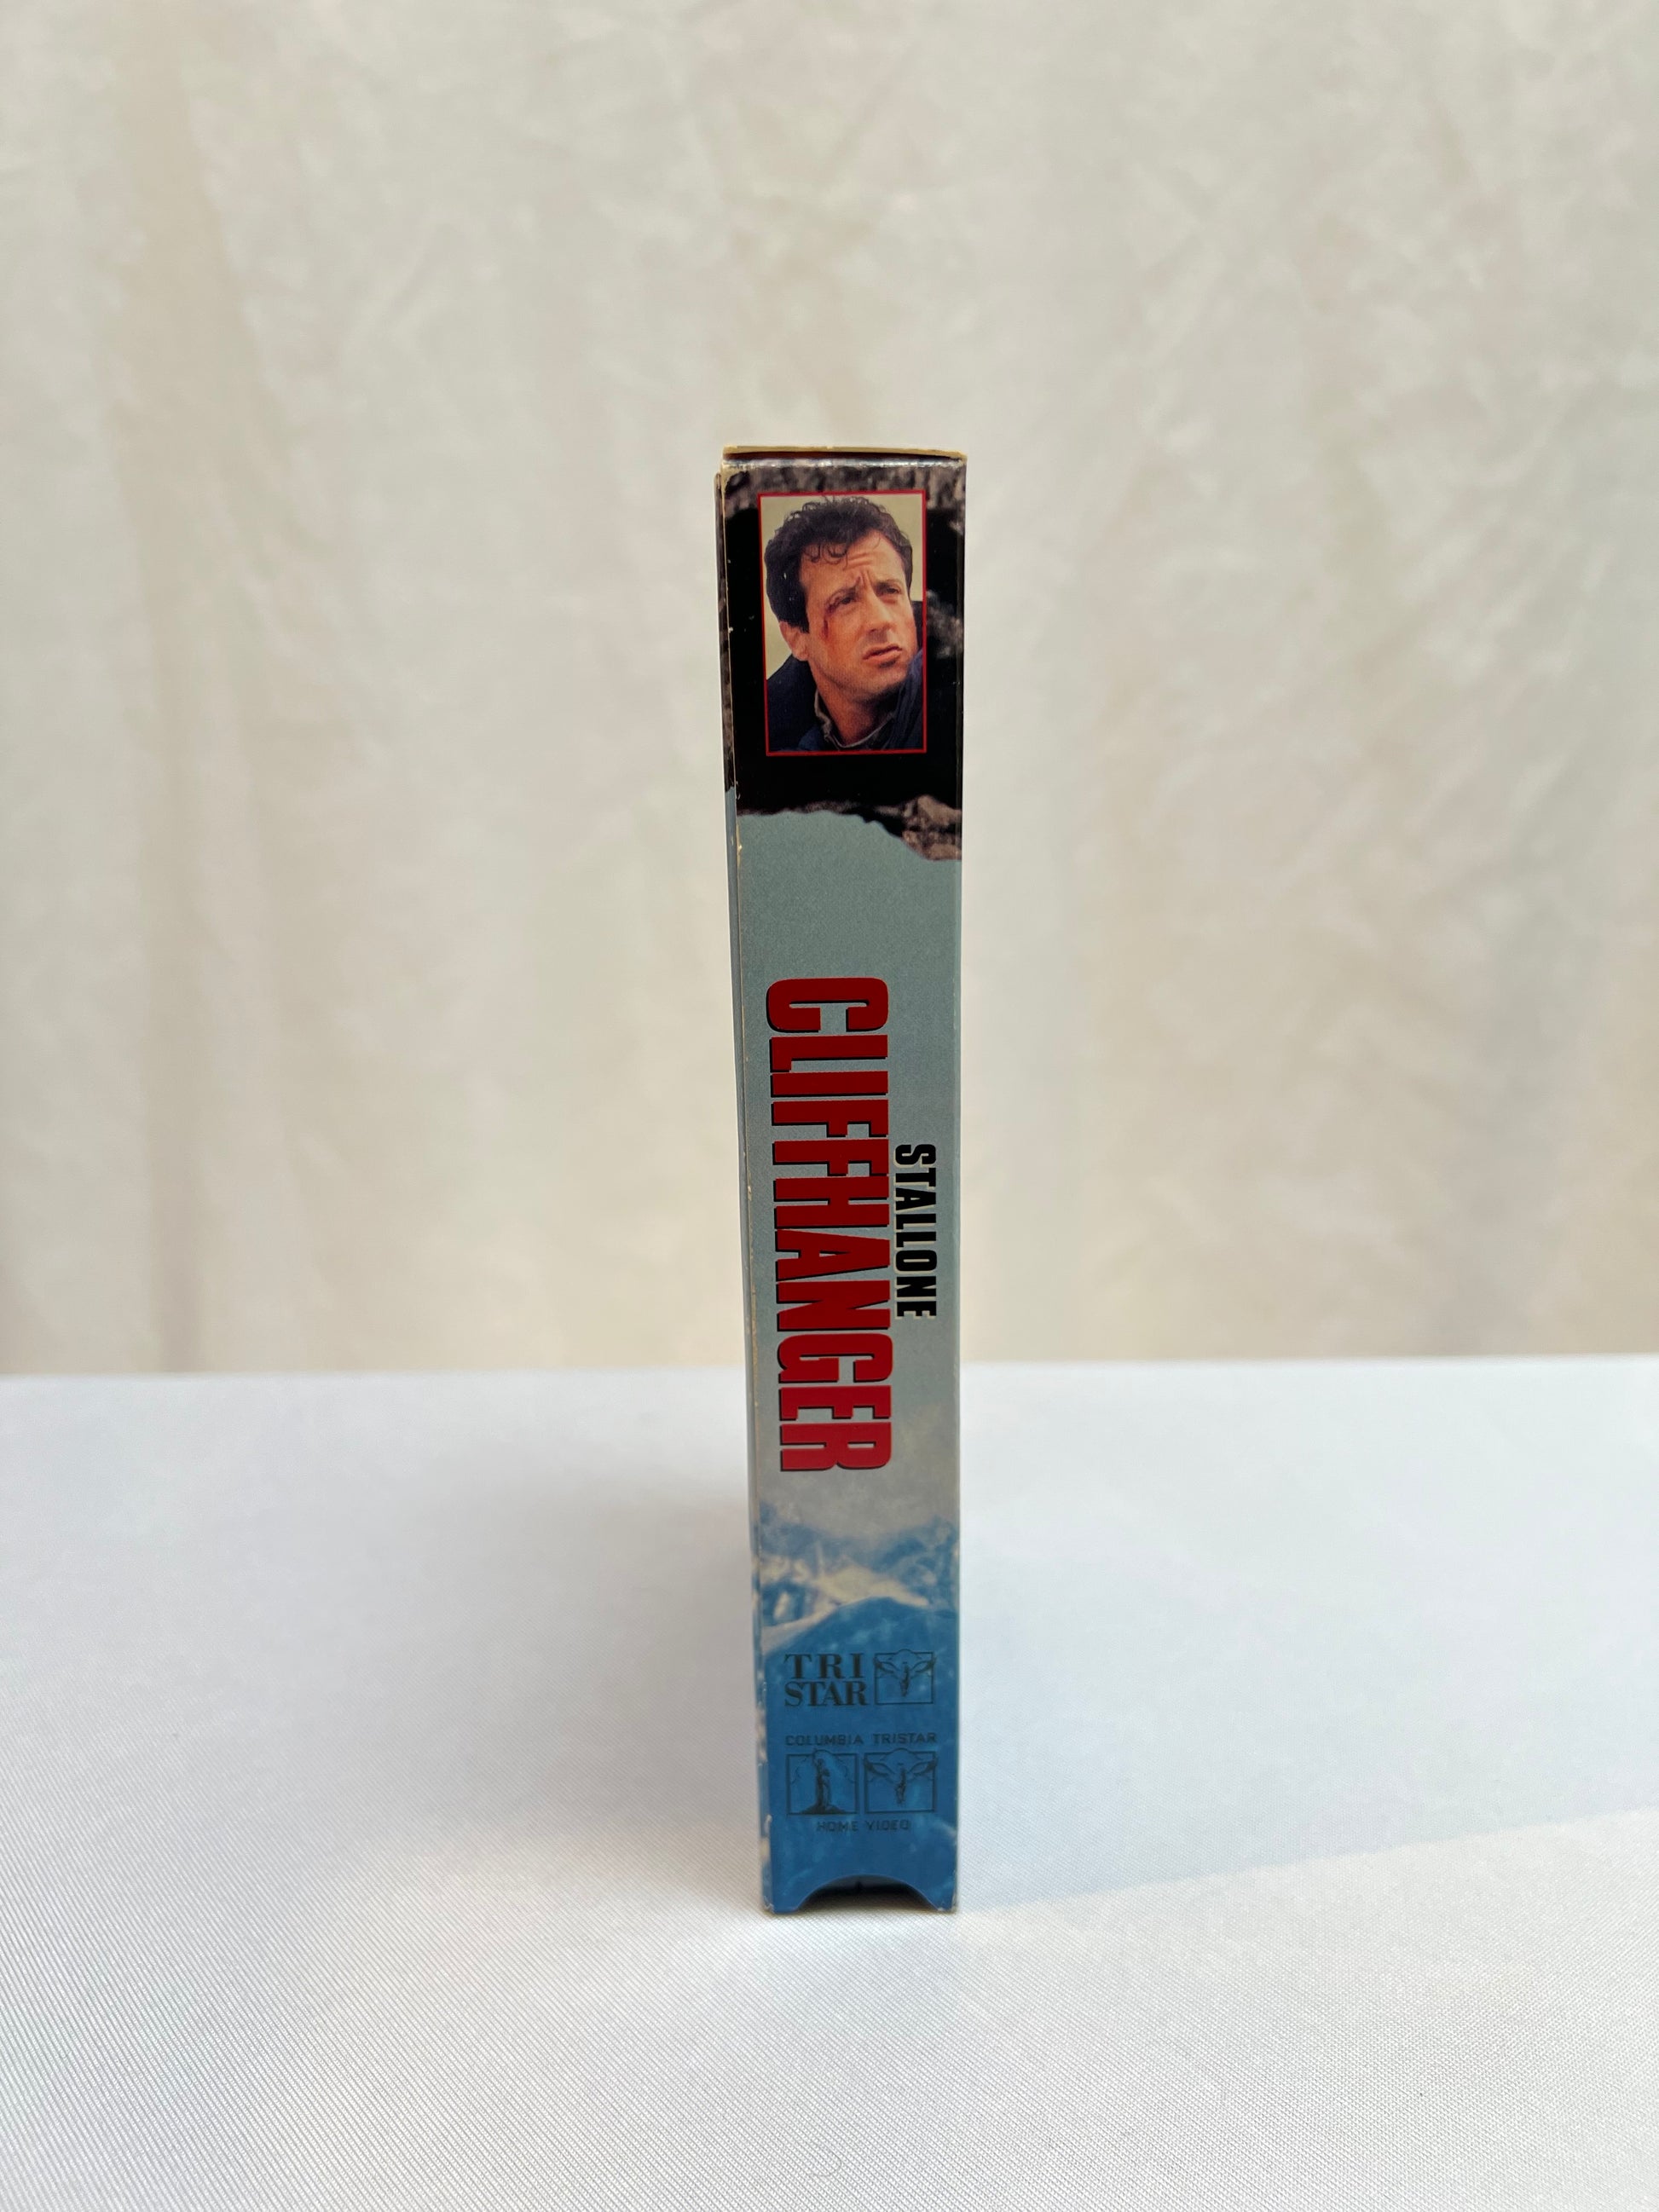 STALLONE
CLIFFHANGER
TRI
STAR
COLUMBIA TRISTAR
HOME VIDEO